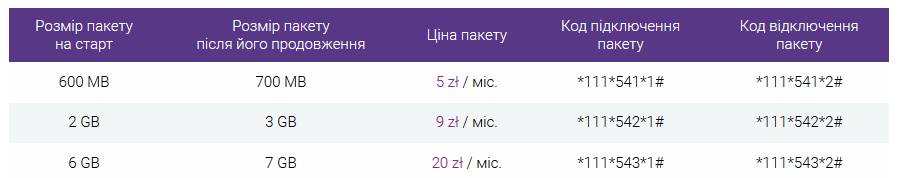 Розмір пакету на старт Розмір пакету після його продовження Ціна пакету Код підключення пакету Код відключення пакету
600 MB 700 MB 5 zł / міс. *111*541*1# *111*541*2#
2 GB 3 GB 9 zł / міс. *111*542*1# *111*542*2#
6 GB 7 GB 20 zł / міс. *111*543*1# *111*543*2#